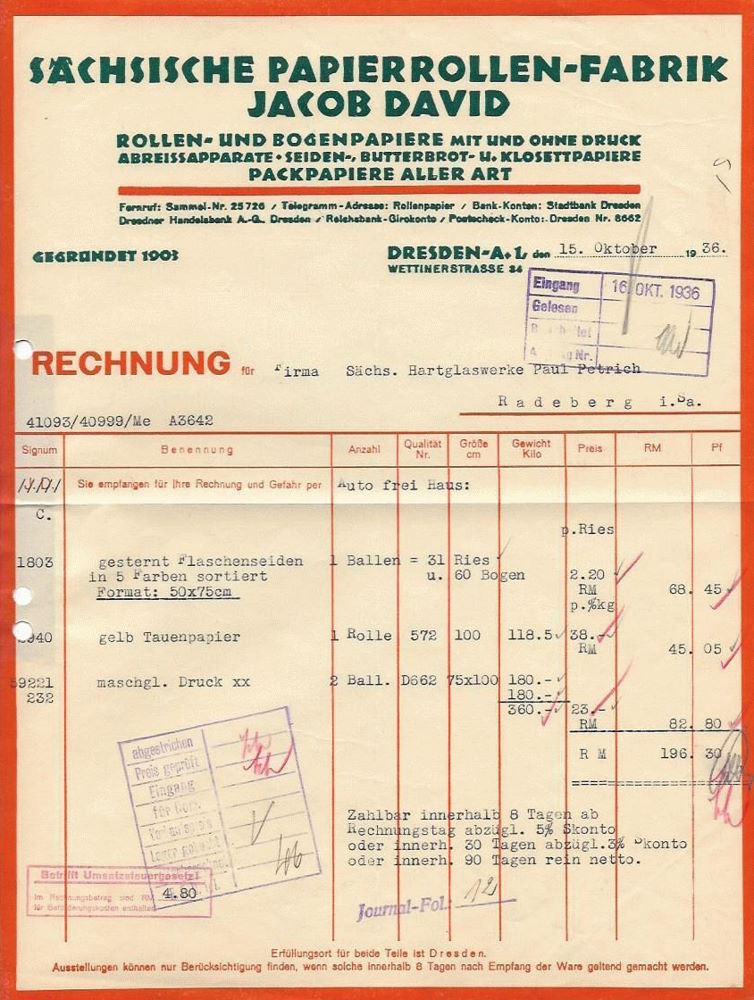 SÄCHSISCHE PAPIERROLLEN-FABRIK
JACOB DAVID
ROLLEN- UND BOGENPAPIERE MIT UND OHNE DRUCK
ABREISSAPPARATE • SEIDEN-, BUTTERBROT- U. KLOSETTPAPIERE
PACKPAPIERE ALLER ART
Fernruf: Sammel-Nr. 25726 / Telegramm-Adresse: Rollenpapier / Bank-Konten: Stadtbank Dresden
Dresdner Handelsbank A.-G., Dresden / Reichsbank-Girokonto / Postscheck-Konto: Dresden Nr. 8662
GEGRÜNDET 1903
DRESDEN-A. 1, den 15. Oktober 1936.
WETTINERSTRASSE 34
Eingang 16. OKT. 1936
Gelesen
RECHNUNG für Firma Sächs. Hartglaswerke Paul Petrich
Radeberg i.Sa.
41093/40999/Me A3642
Signum Benennung Anzahl Qualität Nr. Größe cm Gewicht Kilo Preis RM Pf
Sie empfangen für Ihre Rechnung und Gefahr per Auto frei Haus:
C.
p.Ries
1803 gesternt Flaschenseiden 1 Ballen = 31 Ries
in 5 Farben sortiert u. 60 Bogen 2.20
Format: 50x75cm RM 68. 45
p.%kg
940 gelb Tauenpapier 1 Rolle 572 100 118.5 38.-
RM 45. 05
59221 maschgl. Druck xx 2 Ball. D662 75x100 180.-
232 180.-
360.- 23.-
RM 82. 80
R M 196. 30
==========
abgestrichen
Preis geprüft
Eingang
Zahlbar innerhalb 8 Tagen ab
Rechnungstag abzügl. 5% Skonto
oder innerh. 30 Tagen abzügl.3% Skonto
oder innerh. 90 Tagen rein netto.
Betrifft Umsatzsteuergesetz!
Im Rechnungsbetrag sind RM 4.80
für Beförderungskosten enthalten
Journal-Fol.: 121
Erfüllungsort für beide Teile ist Dresden.
Ausstellungen können nur Berücksichtigung finden, wenn solche innerhalb 8 Tagen nach Empfang der Ware geltend gemacht werden.